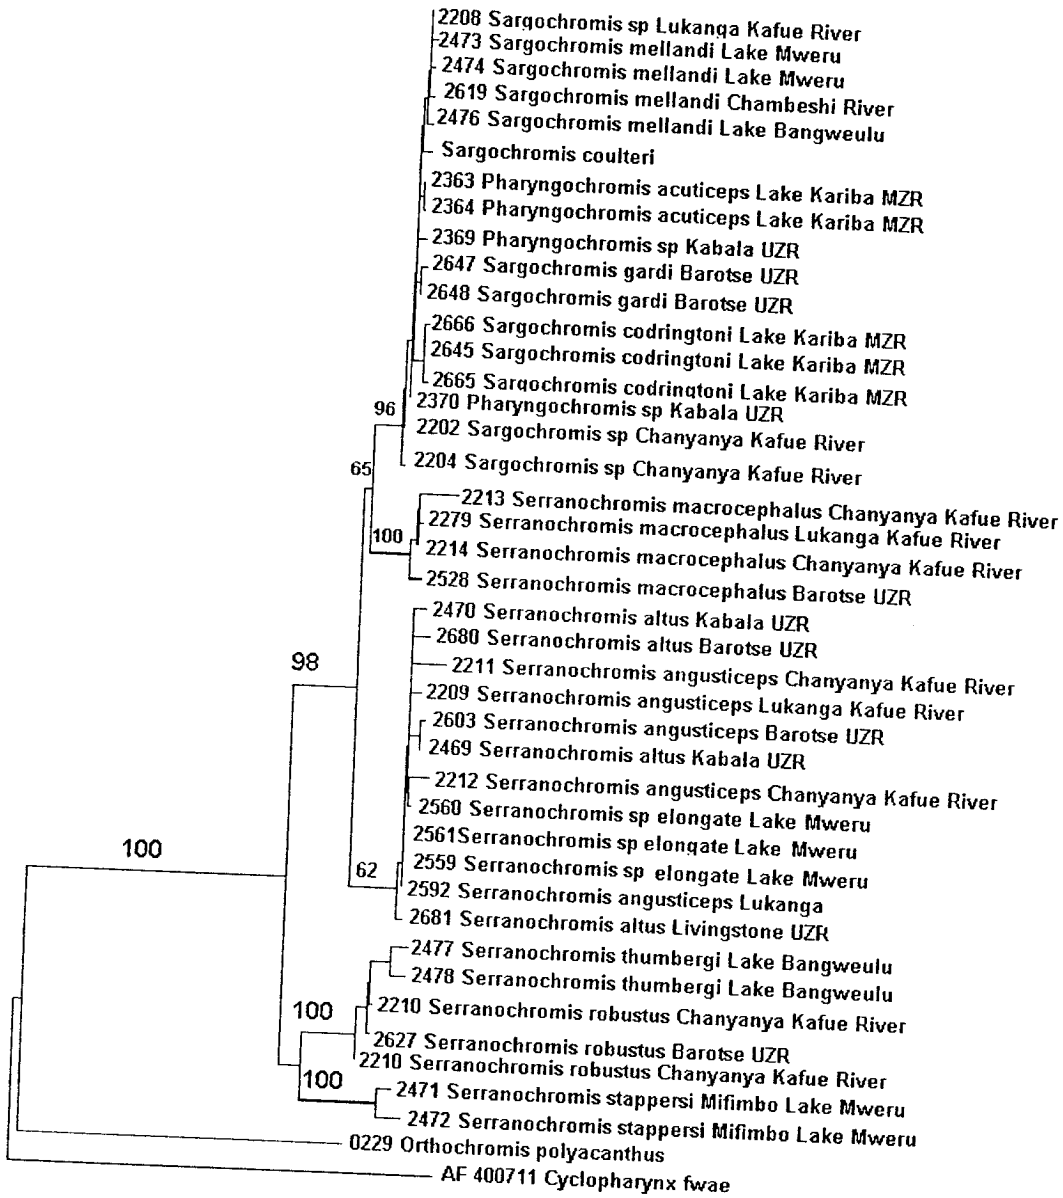 2208 Sargochromis sp Lukanga Kafue River
2473 Sargochromis mellandi Lake Mweru
2474 Sargochromis mellandi Lake Mweru
2619 Sargochromis mellandi Chambeshi River
2476 Sargochromis mellandi Lake Bangweulu
Sargochromis coulteri
2363 Pharyngochromis acuticeps Lake Kariba MZR
2364 Pharyngochromis acuticeps Lake Kariba MZR
2369 Pharyngochromis sp Kabala UZR
2647 Sargochromis gardi Barotse UZR
2648 Sargochromis gardi Barotse UZR
2666 Sargochromis codringtoni Lake Kariba MZR
2645 Sargochromis codringtoni Lake Kariba MZR
2665 Sargochromis codringtoni Lake Kariba MZR
96
2370 Pharyngochromis sp Kabala UZR
2202 Sargochromis sp Chanyanya Kafue River
65
2204 Sargochromis sp Chanyanya Kafue River
2213 Serranochromis macrocephalus Chanyanya Kafue River
2279 Serranochromis macrocephalus Lukanga Kafue River
100
2214 Serranochromis macrocephalus Chanyanya Kafue River
2528 Serranochromis macrocephalus Barotse UZR
2470 Serranochromis altus Kabala UZR
2680 Serranochromis altus Barotse UZR
98
2211 Serranochromis angusticeps Chanyanya Kafue River
2209 Serranochromis angusticeps Lukanga Kafue River
2603 Serranochromis angusticeps Barotse UZR
2469 Serranochromis altus Kabala UZR
2212 Serranochromis angusticeps Chanyanya Kafue River
2560 Serranochromis sp elongate Lake Mweru
2561Serranochromis sp elongate Lake Mweru
100
2559 Serranochromis sp elongate Lake Mweru
62
2592 Serranochromis angusticeps Lukanga
2681 Serranochromis altus Livingstone UZR
2477 Serranochromis thumbergi Lake Bangweulu
2478 Serranochromis thumbergi Lake Bangweulu
100
2210 Serranochromis robustus Chanyanya Kafue River
2627 Serranochromis robustus Barotse UZR
2210 Serranochromis robustus Chanyanya Kafue River
100
2471 Serranochromis stappersi Mifimbo Lake Mweru
2472 Serranochromis stappersi Mifimbo Lake Mweru
0229 Orthochromis polyacanthus
AF 400711 Cyclopharynx fwae